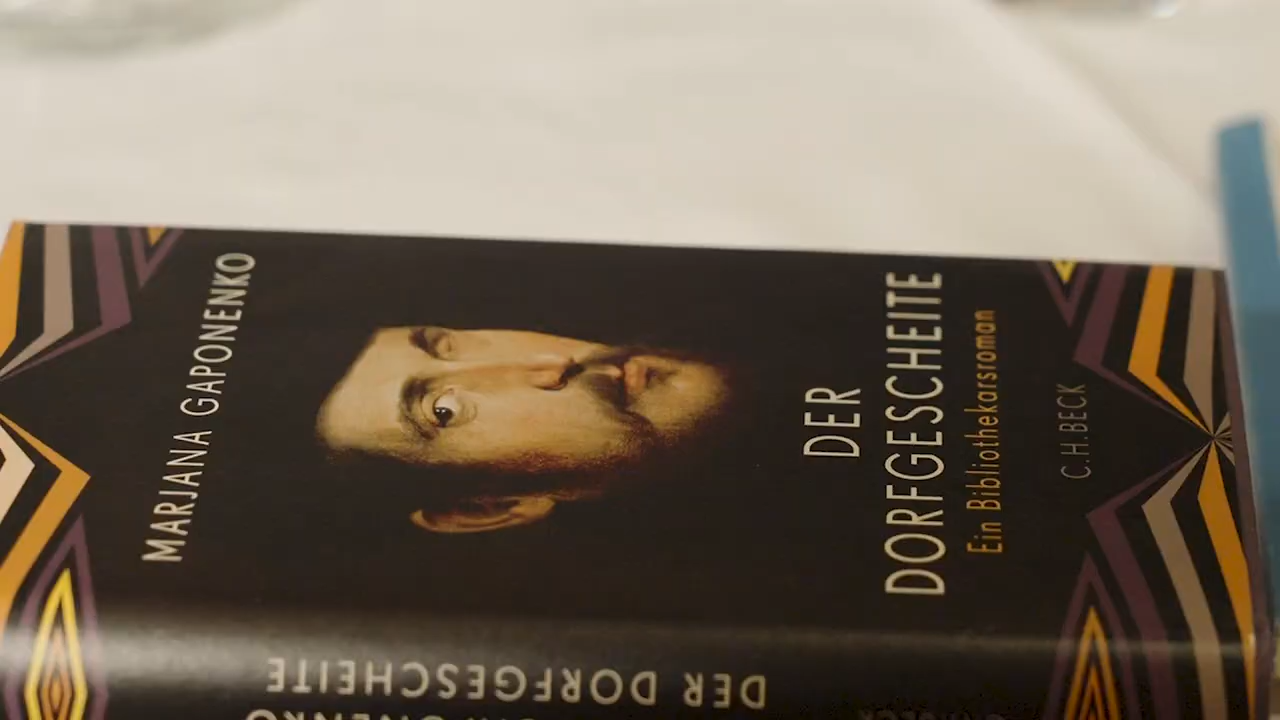 MARJANA GAPONENKO
DER
DORFGESCHEITE
Ein Bibliothekarsroman
C.H.BECK
DER DORFGESCHEITE